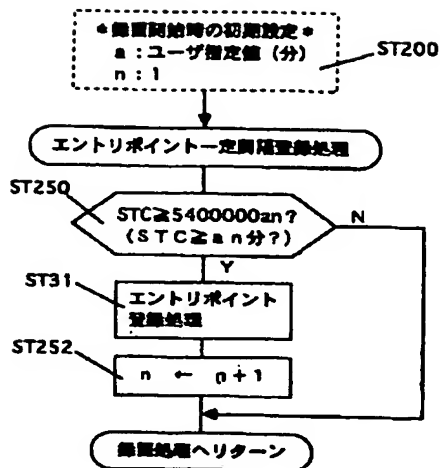 *録画開始時の初期設定*
a:ユーザ指定値(分)
n:1
ST200
エントリポイント一定間隔登録処理
ST250
STC≧5400000an?
(STC≧an分?)
N
Y
ST31
エントリポイント
登録処理
ST252
n ← n+1
録画処理へリターン